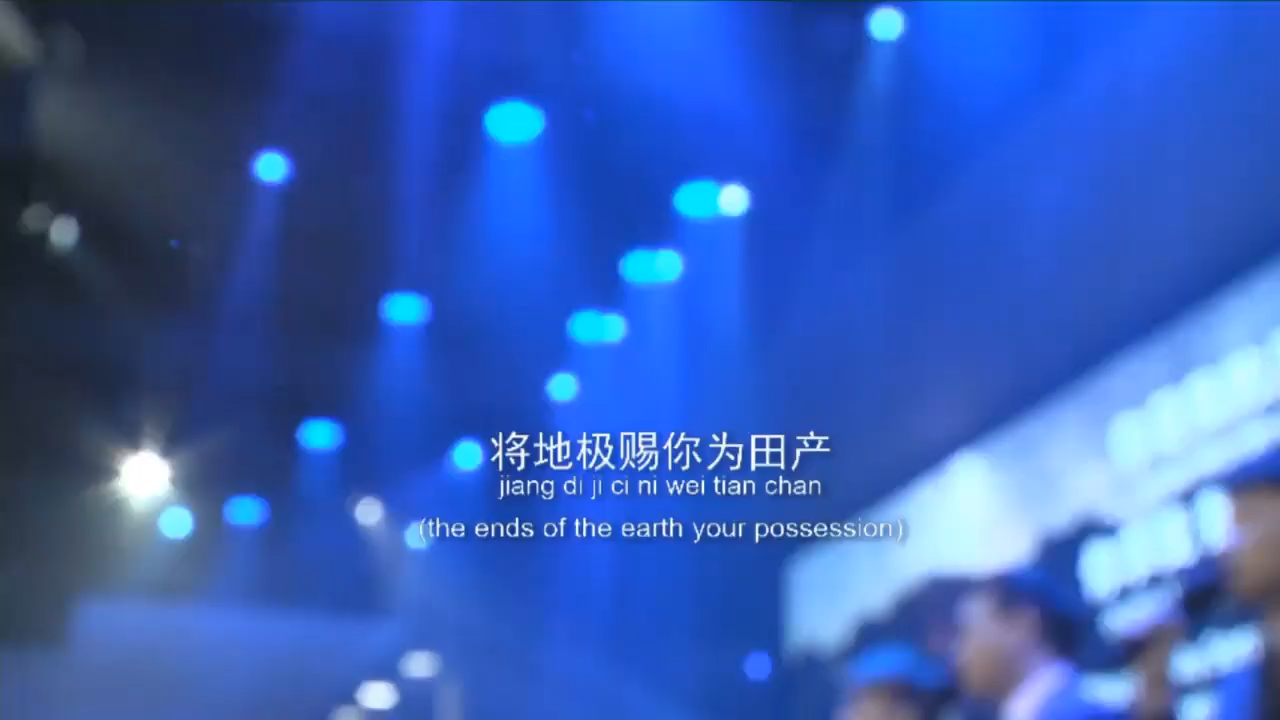 将地极赐你为田产
jiang di ji ci ni wei tian chan
(the ends of the earth your possession)